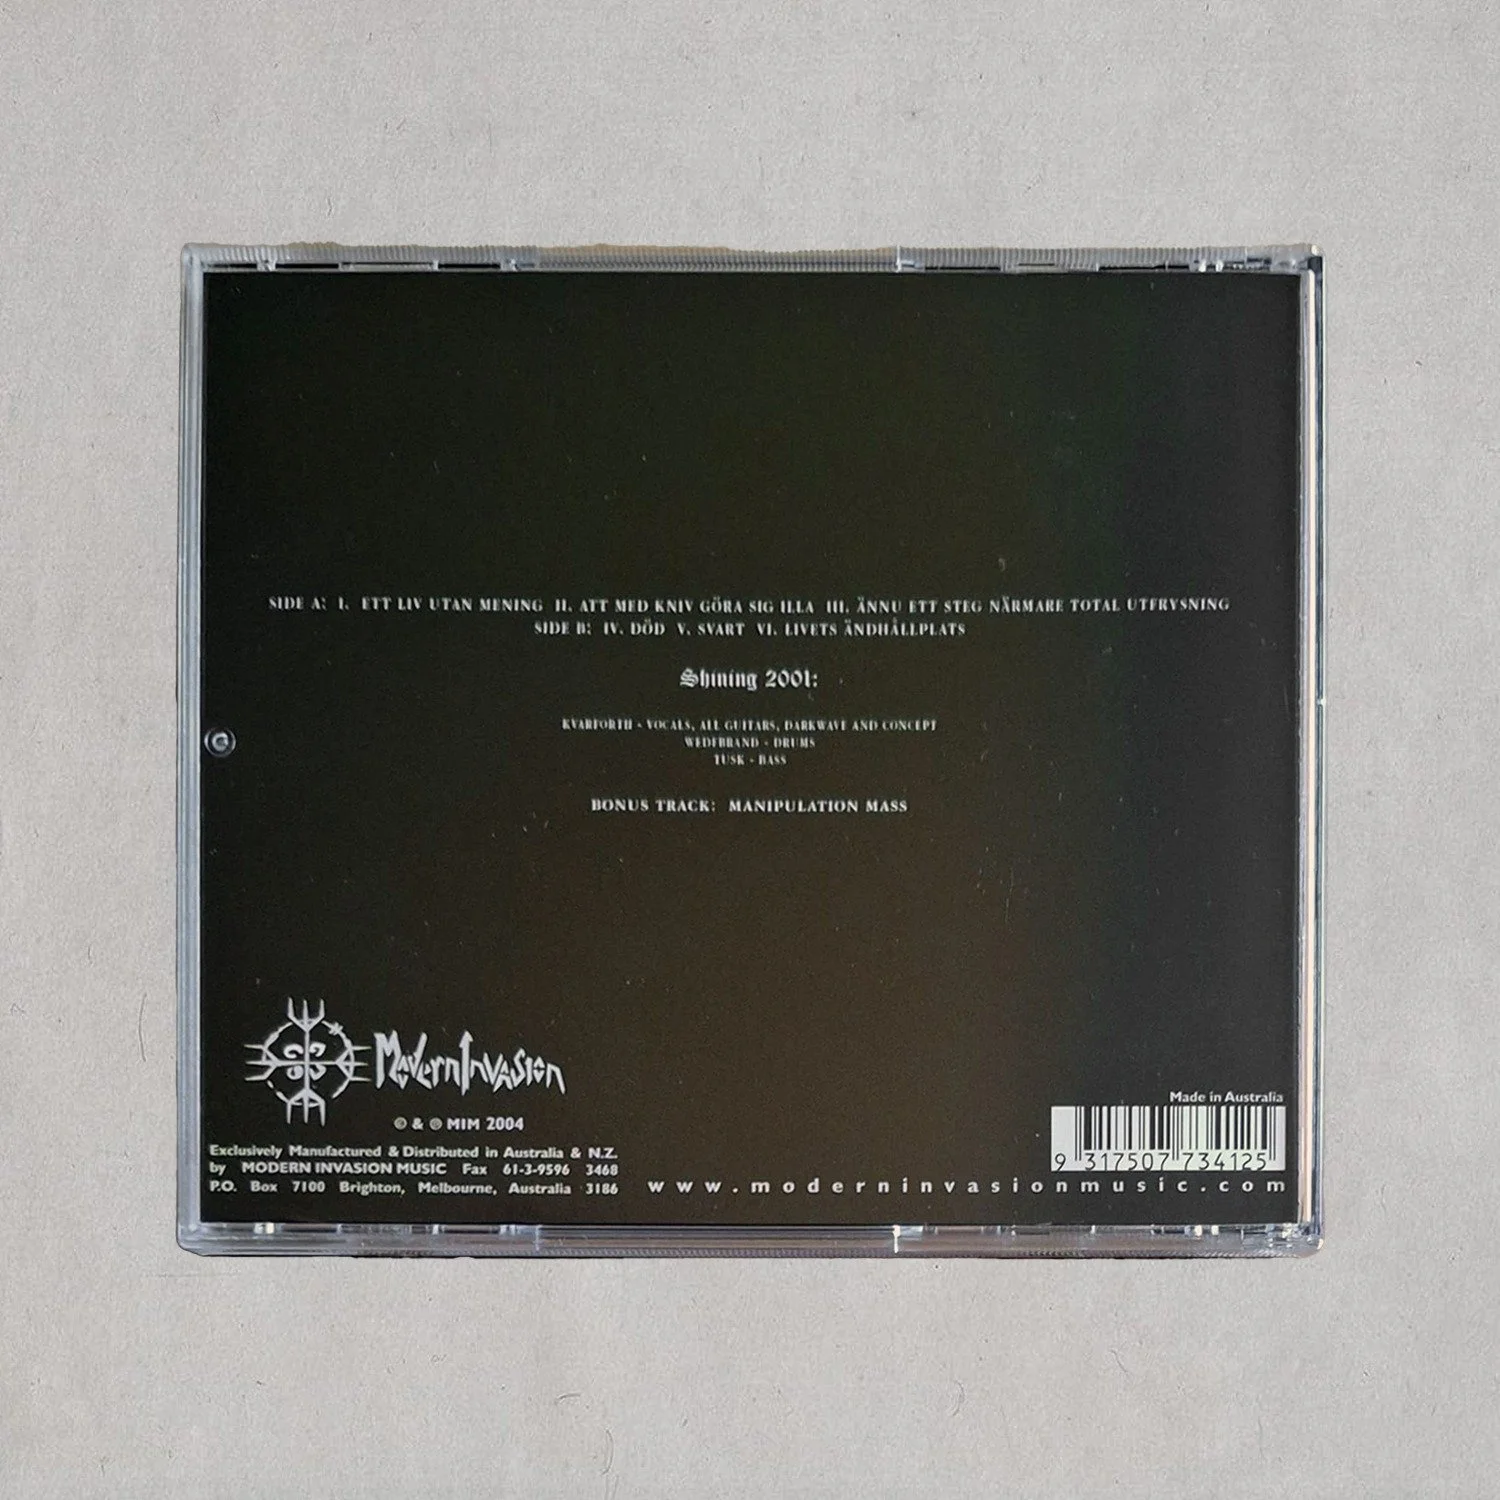 SIDE A: I. ETT LIV UTAN MENING II. ATT MED KNIV GÖRA SIG ILLA III. ÄNNU ETT STEG NÄRMARE TOTAL UTFRYSNING
SIDE B: IV. DÖD V. SVART VI. LIVETS ÄNDHÅLLPLATS
Shining 2001:
KVARFORTH - VOCALS, ALL GUITARS, DARKWAVE AND CONCEPT
WEDEBRAND - DRUMS
TUSK - BASS
BONUS TRACK: MANIPULATION MASS
Modern Invasion
© & ℗ MIM 2004
Exclusively Manufactured & Distributed in Australia & N.Z.
by MODERN INVASION MUSIC Fax 61-3-9596 3468
P.O. Box 7100 Brighton, Melbourne, Australia 3186
Made in Australia
9 317507 734125
www.moderninvasionmusic.com